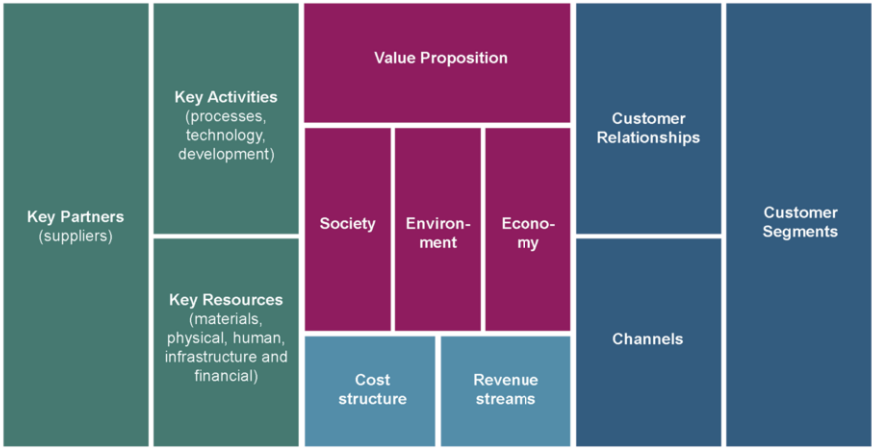 Key Partners
(suppliers)
Key Activities
(processes,
technology,
development)
Key Resources
(materials,
physical, human,
infrastructure and
financial)
Value Proposition
Society
Environ-
ment
Econo-
my
Cost
structure
Revenue
streams
Customer
Relationships
Channels
Customer
Segments